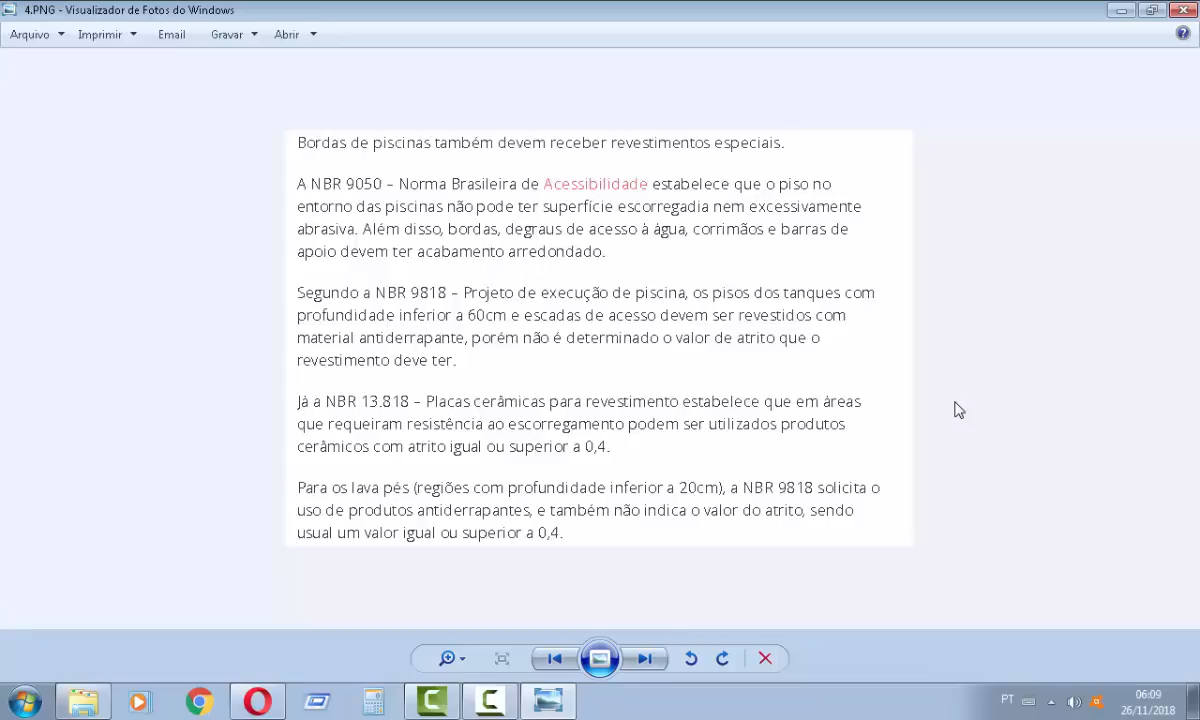 4.PNG - Visualizador de Fotos do Windows
Arquivo Imprimir Email Gravar Abrir
Bordas de piscinas também devem receber revestimentos especiais.
A NBR 9050 – Norma Brasileira de Acessibilidade estabelece que o piso no
entorno das piscinas não pode ter superfície escorregadia nem excessivamente
abrasiva. Além disso, bordas, degraus de acesso à água, corrimãos e barras de
apoio devem ter acabamento arredondado.
Segundo a NBR 9818 – Projeto de execução de piscina, os pisos dos tanques com
profundidade inferior a 60cm e escadas de acesso devem ser revestidos com
material antiderrapante, porém não é determinado o valor de atrito que o
revestimento deve ter.
Já a NBR 13.818 – Placas cerâmicas para revestimento estabelece que em áreas
que requeiram resistência ao escorregamento podem ser utilizados produtos
cerâmicos com atrito igual ou superior a 0,4.
Para os lava pés (regiões com profundidade inferior a 20cm), a NBR 9818 solicita o
uso de produtos antiderrapantes, e também não indica o valor do atrito, sendo
usual um valor igual ou superior a 0,4.
PT
06:09
26/11/2018